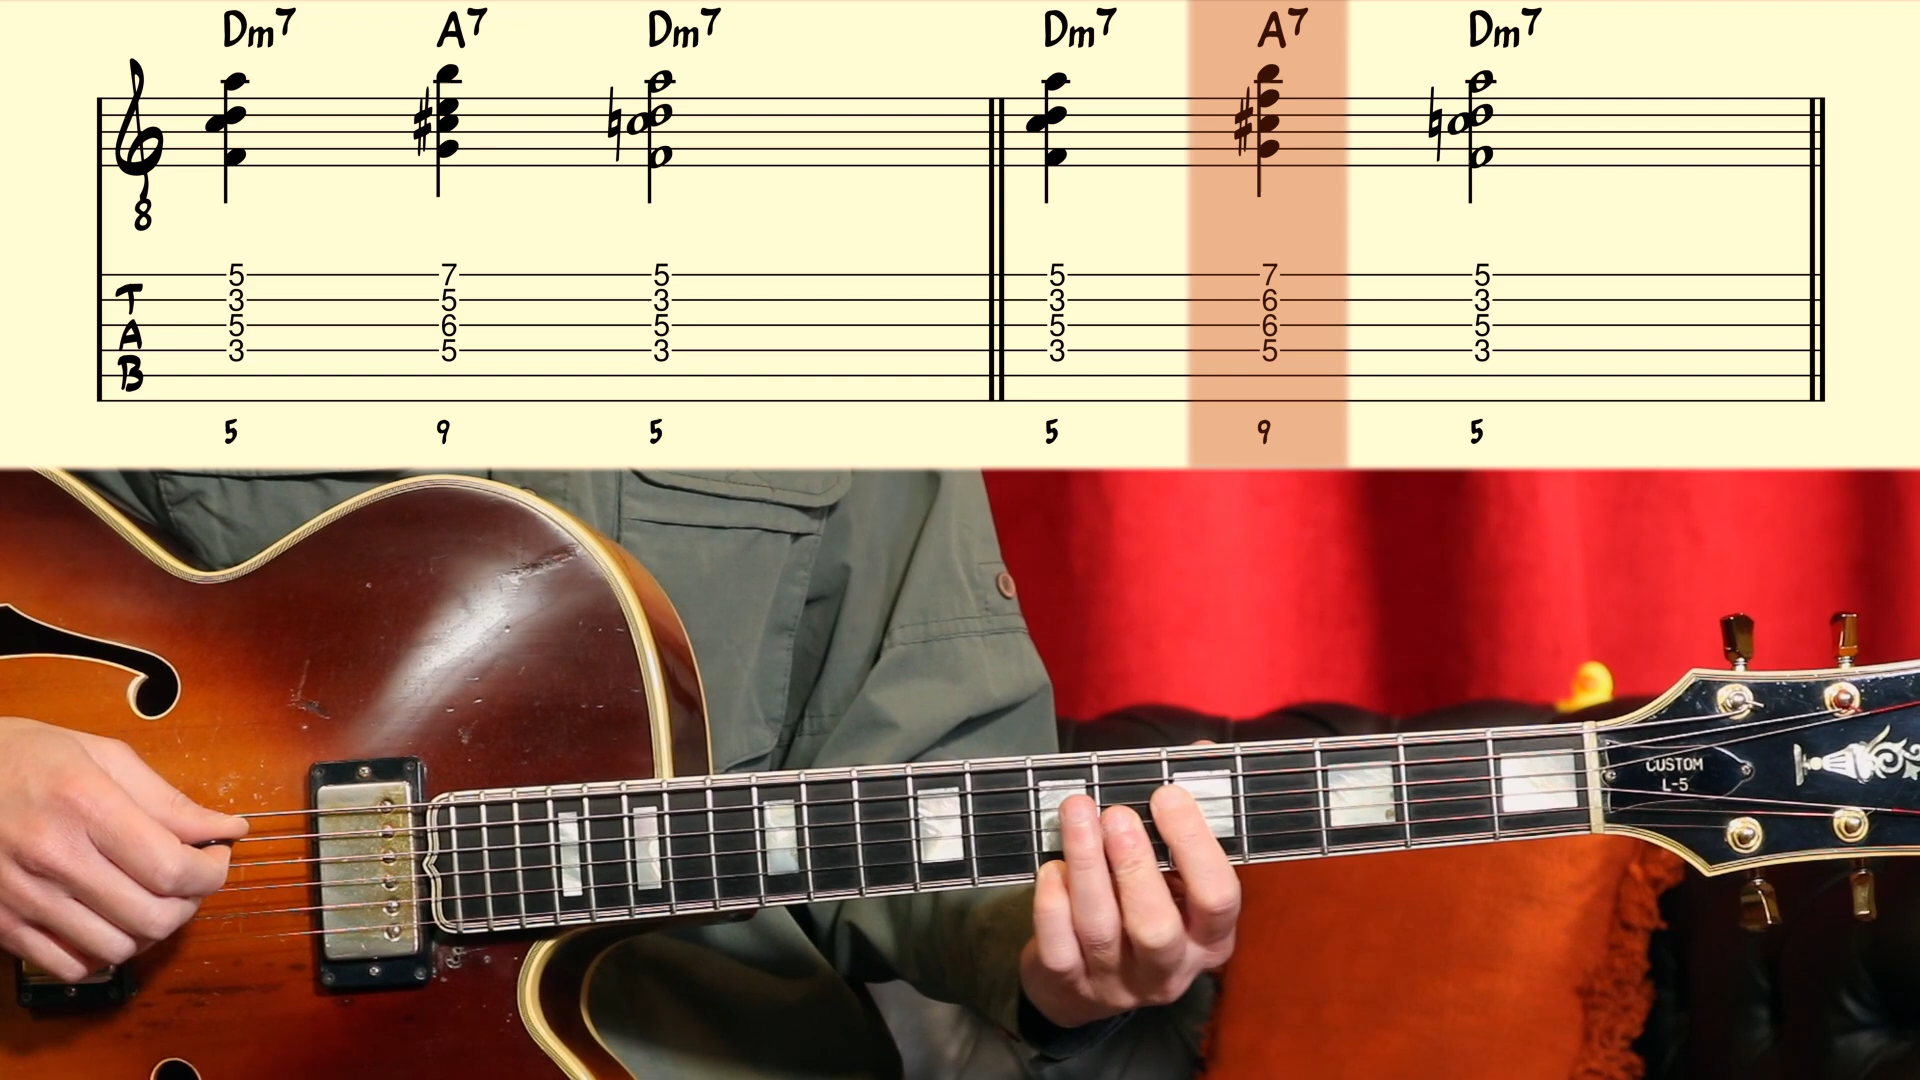 Dm7 A7 Dm7 Dm7 A7 Dm7
8
5 7 5 5 7 5
T 3 5 3 3 6 3
A 5 6 5 5 6 5
3 5 3 3 5 3
B
5 9 5 5 9 5
CUSTOM
L-5